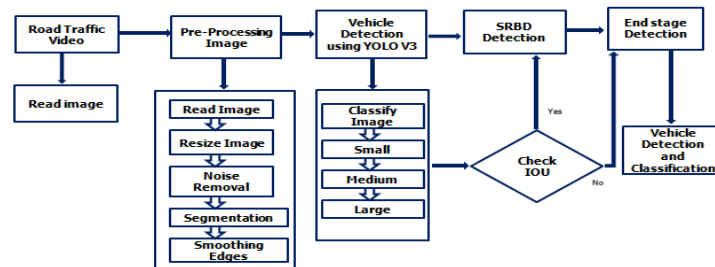 Road Traffic
Video
Pre-Processing
Image
Vehicle
Detection
using YOLO V3
SRBD
Detection
End stage
Detection
Read image
Read Image
Resize Image
Noise
Removal
Segmentation
Smoothing
Edges
Classify
Image
Small
Medium
Large
Yes
Check
IOU
No
Vehicle
Detection
and
Classification